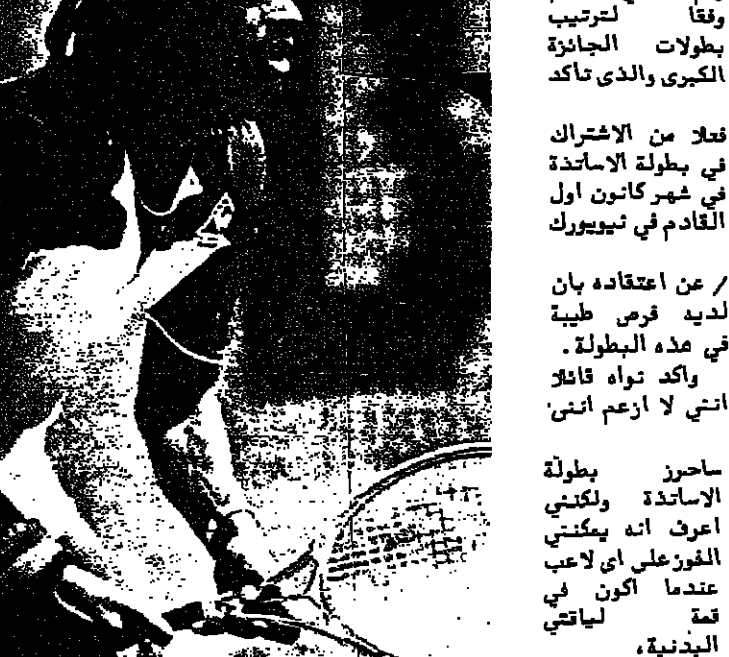 وفقا لترتيب
بطولات الجائزة
الكبرى والذى تاكد
فعلا من الاشتراك
في بطولة الاساتذة
في شهر كانون اول
القادم في نيويورك
/ عن اعتقاده بان
لديه فرص طيبة
في هذه البطولة .
واكد نواه قائلا
انني لا ازعم انني
ساحرز بطولة
الاساتذة ولكنني
اعرف انه يمكنني
الفوز على اى لاعب
عندما اكون في
قمة لياقتي
البدنية ،